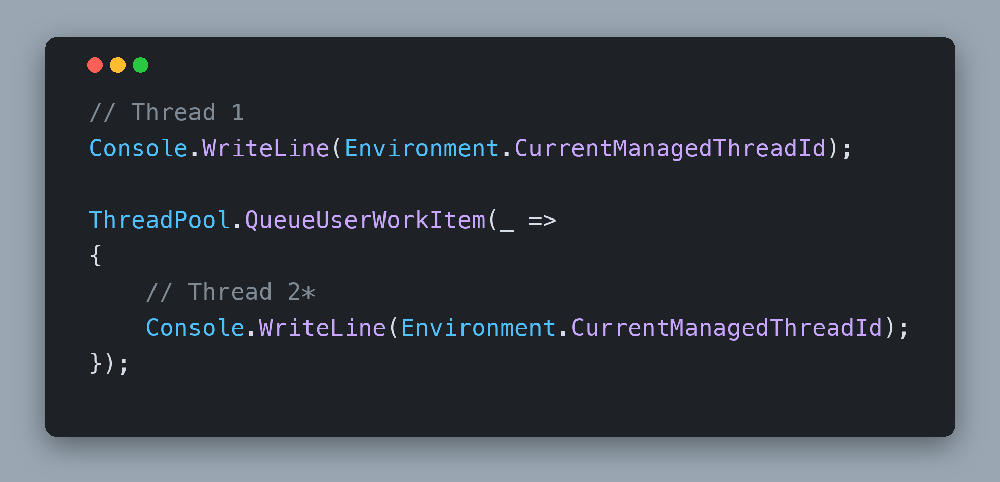 // Thread 1
Console.WriteLine(Environment.CurrentManagedThreadId);

ThreadPool.QueueUserWorkItem(_ =>
{
    // Thread 2*
    Console.WriteLine(Environment.CurrentManagedThreadId);
});